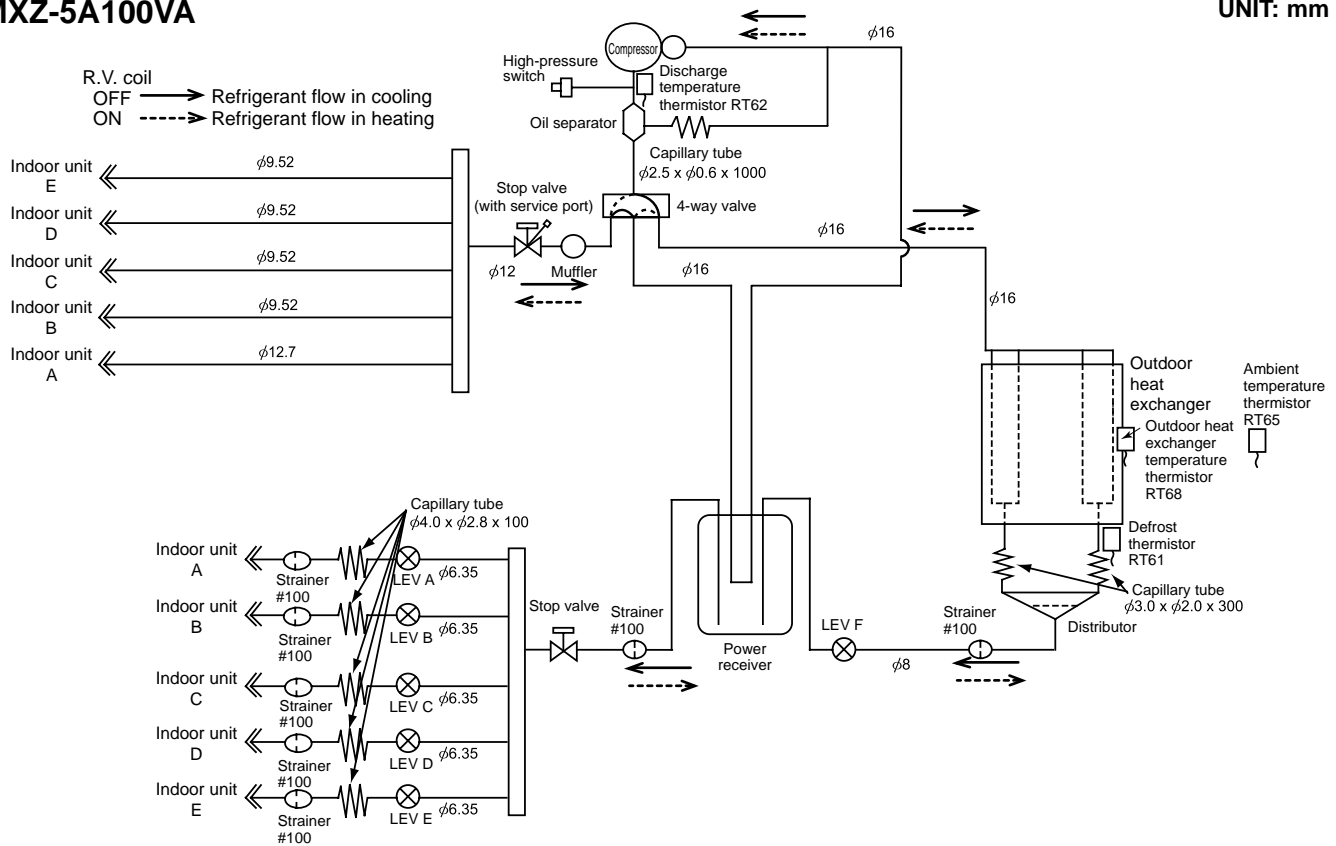 MXZ-5A100VA
UNIT: mm
R.V. coil
OFF Refrigerant flow in cooling
ON Refrigerant flow in heating
Compressor
High-pressure
switch
Discharge
temperature
thermistor RT62
Oil separator
Capillary tube
ϕ2.5 x ϕ0.6 x 1000
4-way valve
Stop valve
(with service port)
Muffler
ϕ12
ϕ16
ϕ16
ϕ16
ϕ16
Indoor unit
E
ϕ9.52
Indoor unit
D
ϕ9.52
Indoor unit
C
ϕ9.52
Indoor unit
B
ϕ9.52
Indoor unit
A
ϕ12.7
Outdoor
heat
exchanger
Outdoor heat
exchanger
temperature
thermistor
RT68
Ambient
temperature
thermistor
RT65
Defrost
thermistor
RT61
Capillary tube
ϕ3.0 x ϕ2.0 x 300
Distributor
Strainer
#100
ϕ8
LEV F
Power
receiver
Strainer
#100
Stop valve
Capillary tube
ϕ4.0 x ϕ2.8 x 100
Indoor unit
A
Strainer
#100
LEV A
ϕ6.35
Indoor unit
B
Strainer
#100
LEV B
ϕ6.35
Indoor unit
C
Strainer
#100
LEV C
ϕ6.35
Indoor unit
D
Strainer
#100
LEV D
ϕ6.35
Indoor unit
E
Strainer
#100
LEV E
ϕ6.35